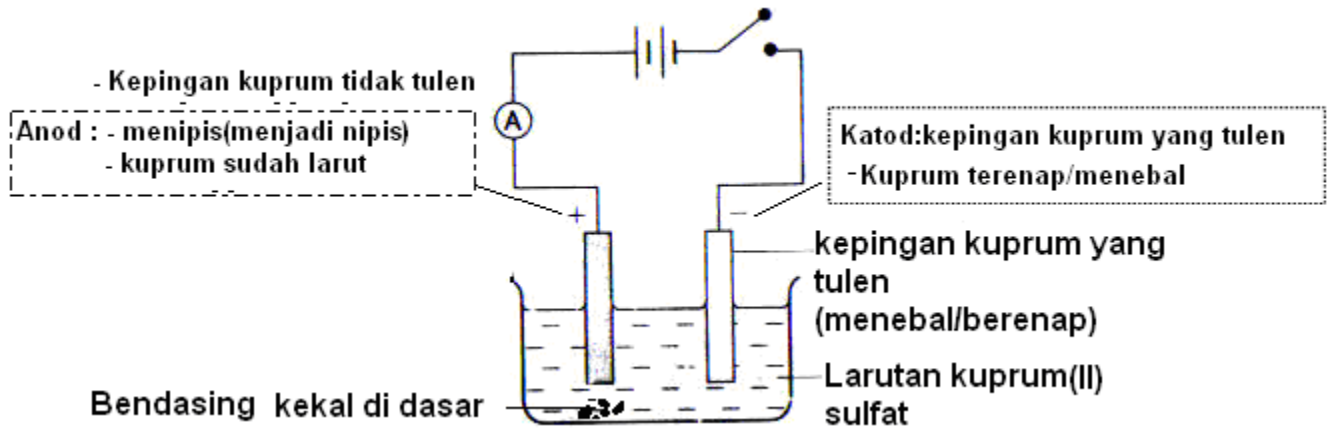 - Kepingan kuprum tidak tulen
Anod : - menipis(menjadi nipis)
- kuprum sudah larut
A
Katod:kepingan kuprum yang tulen
-Kuprum terenap/menebal
+
−
kepingan kuprum yang
tulen
(menebal/berenap)
Larutan kuprum(II)
sulfat
Bendasing kekal di dasar